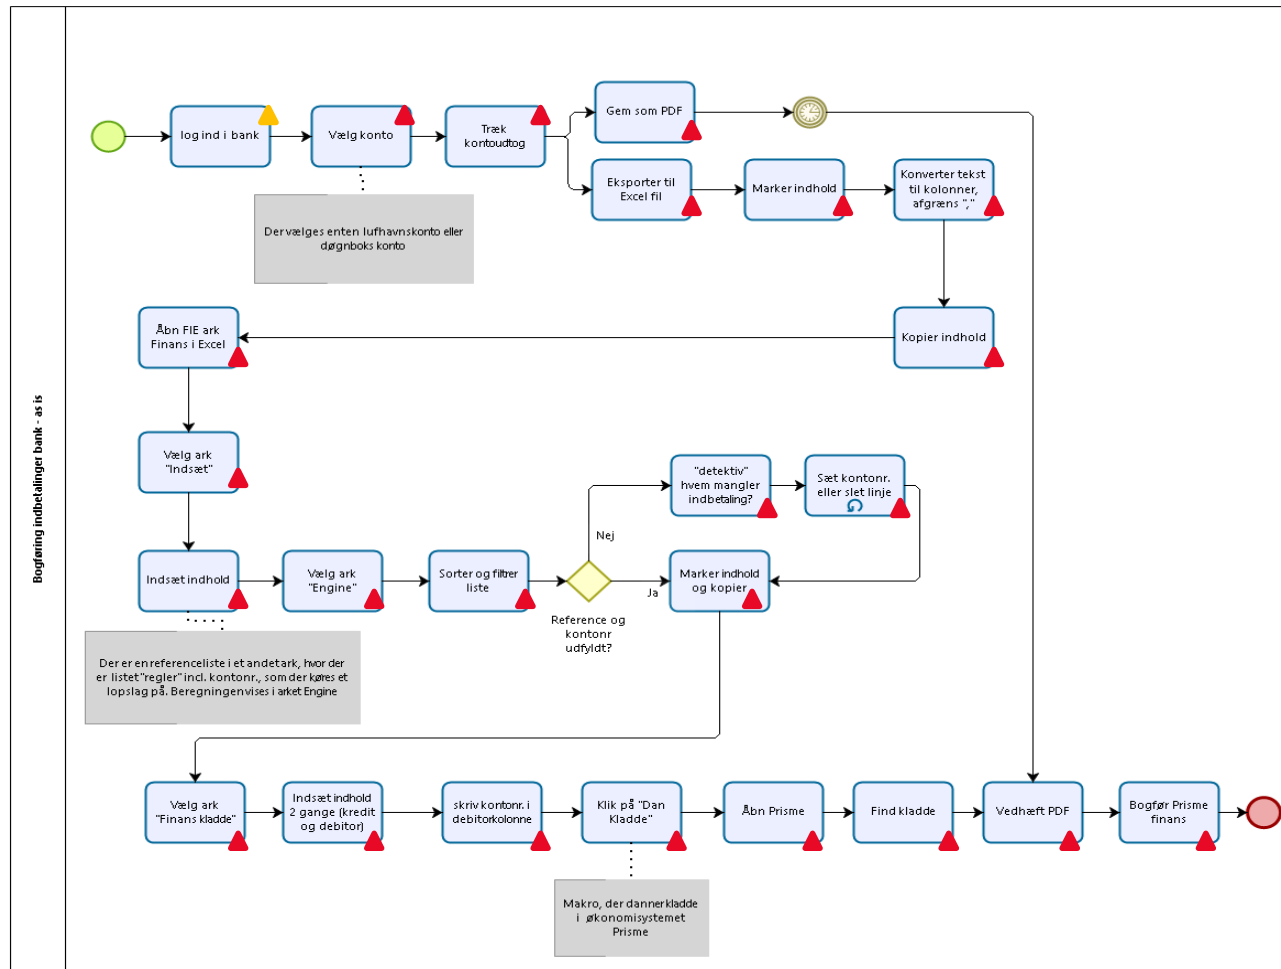 Bogføring indbetalinger bank - as is
log ind i bank
Vælg konto
Træk
kontoudtog
Gem som PDF
Eksporter til
Excel fil
Marker indhold
Konverter tekst
til kolonner,
afgræns ","
Der vælges enten lufhavnskonto eller
døgnboks konto
Kopier indhold
Åbn FIE ark
Finans i Excel
Vælg ark
"Indsæt"
Indsæt indhold
Vælg ark
"Engine"
Sorter og filtrer
liste
Reference og
kontonr
udfyldt?
Nej
Ja
"detektiv"
hvem mangler
indbetaling?
Sæt kontonr.
eller slet linje
Marker indhold
og kopier
Der er en referenceliste i et andet ark, hvor der
er listet "regler" incl. kontonr., som der køres et
lopslag på. Beregningen vises i arket Engine
Vælg ark
"Finans kladde"
Indsæt indhold
2 gange (kredit
og debitor)
skriv kontonr. i
debitorkolonne
Klik på "Dan
Kladde"
Åbn Prisme
Find kladde
Vedhæft PDF
Bogfør Prisme
finans
Makro, der danner kladde
i økonomisystemet
Prisme